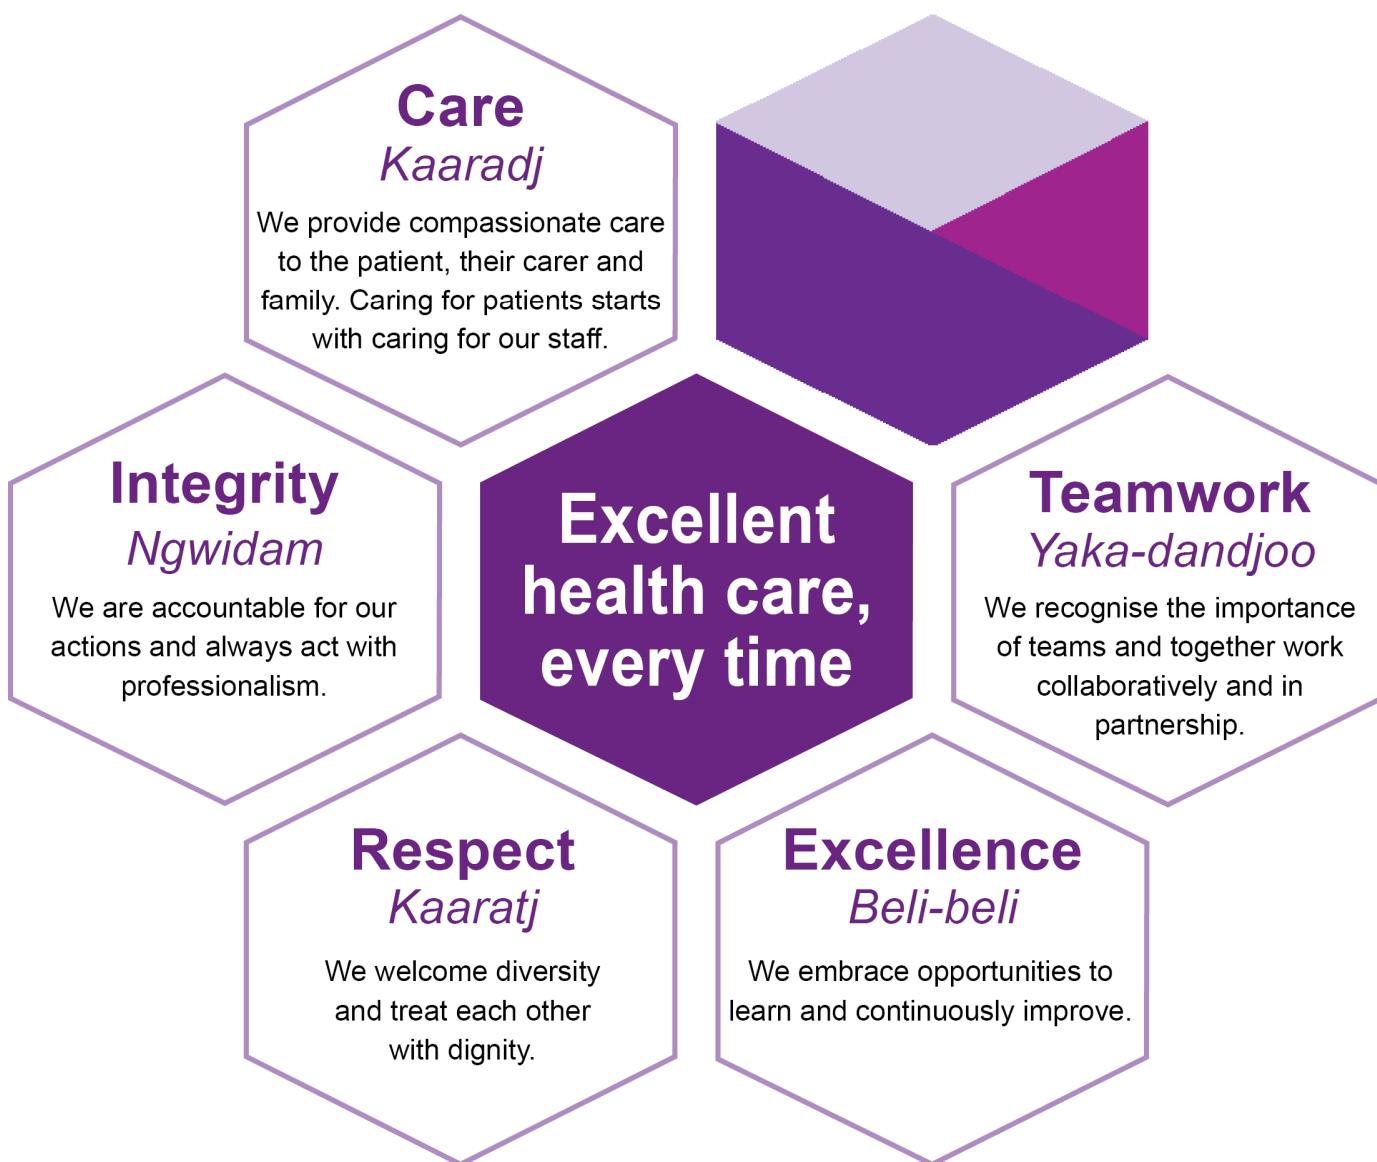 Care
Kaaradj
We provide compassionate care
to the patient, their carer and
family. Caring for patients starts
with caring for our staff.
Integrity
Ngwidam
We are accountable for our
actions and always act with
professionalism.
Excellent
health care,
every time
Teamwork
Yaka-dandjoo
We recognise the importance
of teams and together work
collaboratively and in
partnership.
Respect
Kaaratj
We welcome diversity
and treat each other
with dignity.
Excellence
Beli-beli
We embrace opportunities to
learn and continuously improve.